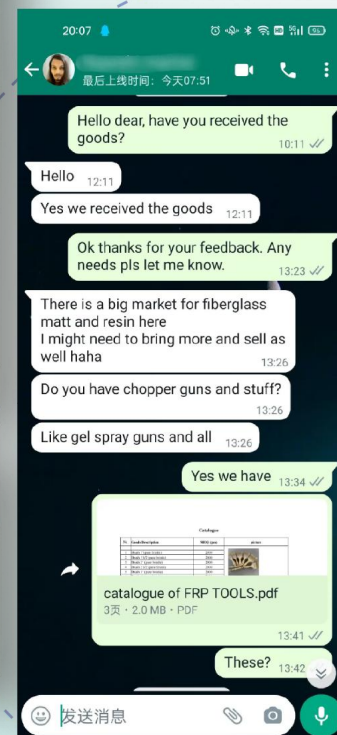 20:07
最后上线时间：今天07:51
Hello dear, have you received the
goods?
10:11
Hello 12:11
Yes we received the goods 12:11
Ok thanks for your feedback. Any
needs pls let me know.
13:23
There is a big market for fiberglass
matt and resin here
I might need to bring more and sell as
well haha
13:26
Do you have chopper guns and stuff?
13:26
Like gel spray guns and all 13:26
Yes we have 13:34
Catalogue
catalogue of FRP TOOLS.pdf
3页 · 2.0 MB · PDF
13:41
These? 13:42
发送消息